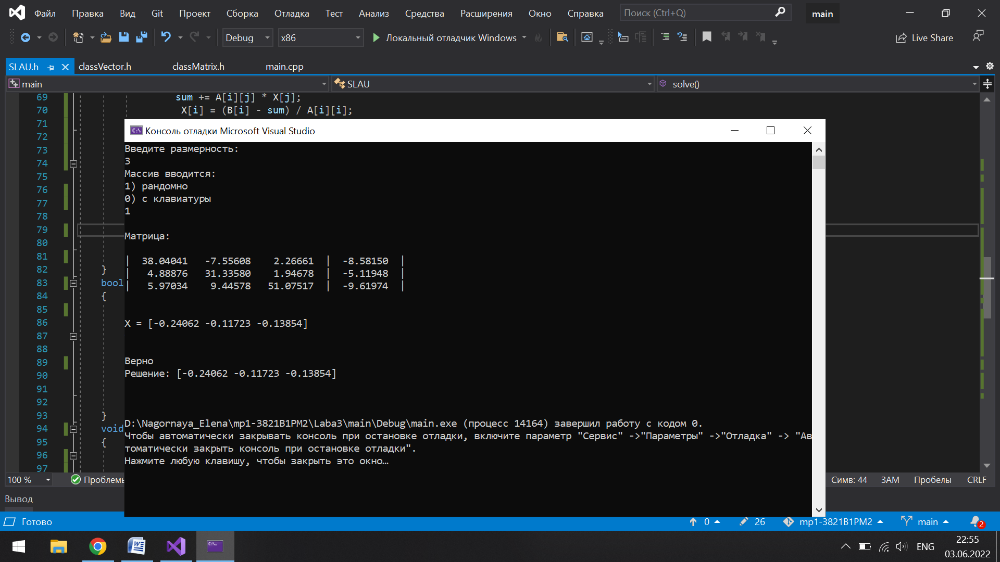 Файл Правка Вид Git Проект Сборка Отладка Тест Анализ Средства Расширения Окно Справка Поиск (Ctrl+Q) main
Debug x86 Локальный отладчик Windows Live Share
SLAU.h classVector.h classMatrix.h main.cpp
main SLAU solve()
69 sum += A[i][j] * X[j];
70 X[i] = (B[i] - sum) / A[i][i];
71
72
73
74
75
76
77
78
79
80
81
82 }
83 bool
84 {
85
86
87
88
89
90
91
92
93 }
94 void
95 {
96
97
Консоль отладки Microsoft Visual Studio
Введите размерность:
3
Массив вводится:
1) рандомно
0) с клавиатуры
1
Матрица:
| 38.04041 -7.55608 2.26661 | -8.58150 |
| 4.88876 31.33580 1.94678 | -5.11948 |
| 5.97034 9.44578 51.07517 | -9.61974 |
X = [-0.24062 -0.11723 -0.13854]
Верно
Решение: [-0.24062 -0.11723 -0.13854]
D:\Nagornaya_Elena\mp1-3821B1PM2\Laba3\main\Debug\main.exe (процесс 14164) завершил работу с кодом 0.
Чтобы автоматически закрывать консоль при остановке отладки, включите параметр "Сервис" ->"Параметры" ->"Отладка" -> "Ав
томатически закрыть консоль при остановке отладки".
Нажмите любую клавишу, чтобы закрыть это окно…
100 % Симв: 44 ЗАМ Пробелы CRLF
Вывод
Готово 0 26 mp1-3821B1PM2 main 2
ENG 22:55
03.06.2022